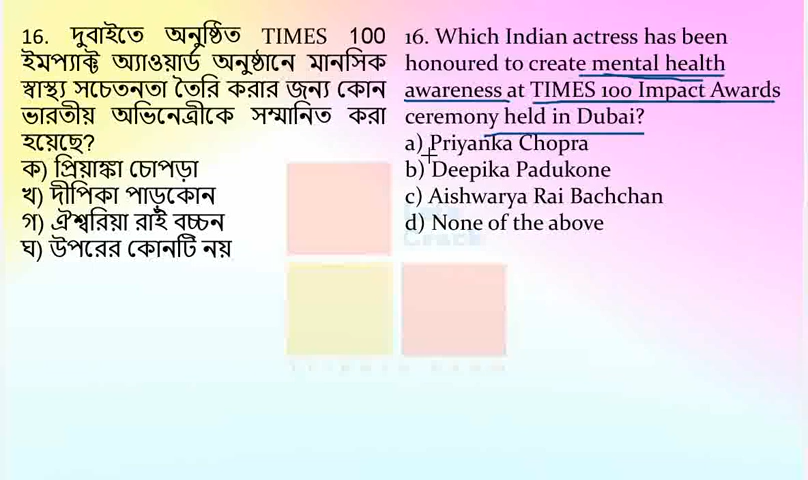 16. দুবাইতে অনুষ্ঠিত TIMES 100
ইমপ্যাক্ট অ্যাওয়ার্ড অনুষ্ঠানে মানসিক
স্বাস্থ্য সচেতনতা তৈরি করার জন্য কোন
ভারতীয় অভিনেত্রীকে সম্মানিত করা
হয়েছে?
ক) প্রিয়াঙ্কা চোপড়া
খ) দীপিকা পাড়ুকোন
গ) ঐশ্বরিয়া রাই বচ্চন
ঘ) উপরের কোনটি নয়
16. Which Indian actress has been
honoured to create mental health
awareness at TIMES 100 Impact Awards
ceremony held in Dubai?
a) Priyanka Chopra
b) Deepika Padukone
c) Aishwarya Rai Bachchan
d) None of the above